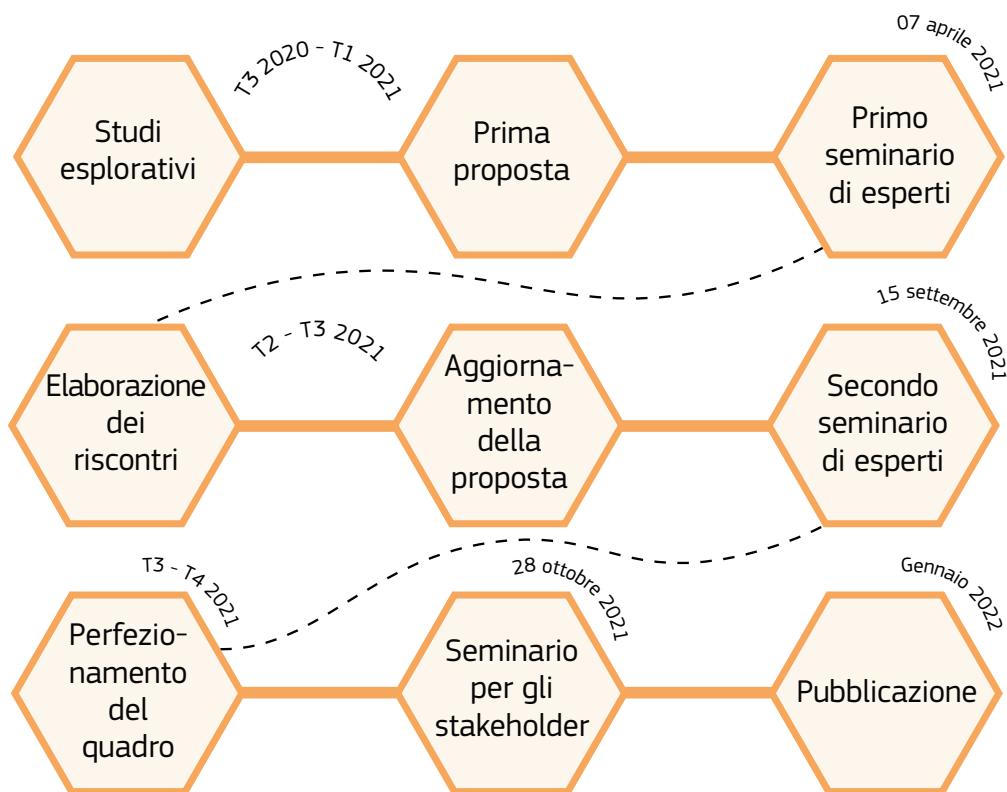 T3 2020 - T1 2021
07 aprile 2021
Studi
esplorativi
Prima
proposta
Primo
seminario
di esperti
T2 - T3 2021
15 settembre 2021
Elaborazione
dei
riscontri
Aggiorna-
mento
della
proposta
Secondo
seminario
di esperti
T3 - T4 2021
28 ottobre 2021
Gennaio 2022
Perfezio-
namento
del
quadro
Seminario
per gli
stakeholder
Pubblicazione